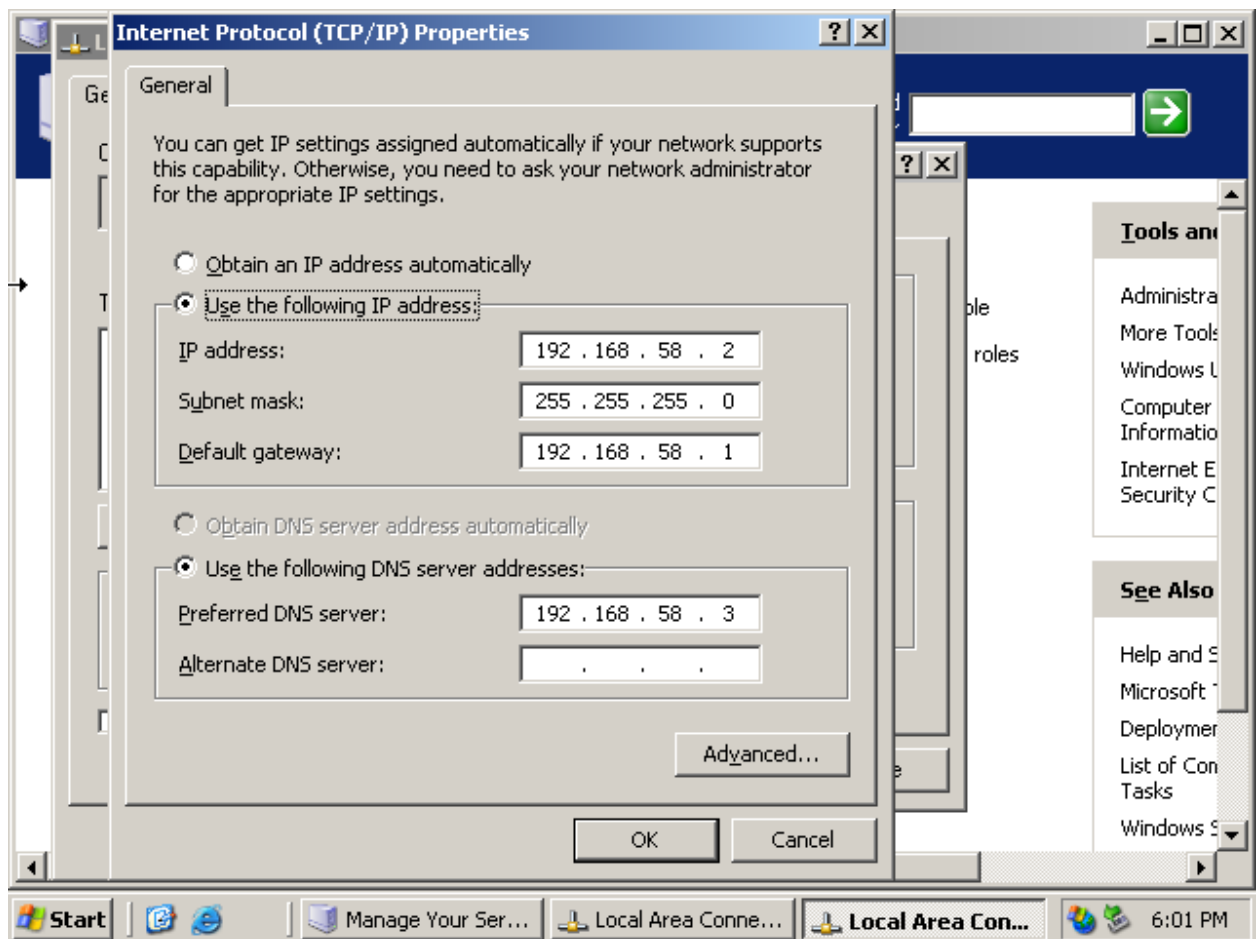 Internet Protocol (TCP/IP) Properties
General
You can get IP settings assigned automatically if your network supports
this capability. Otherwise, you need to ask your network administrator
for the appropriate IP settings.
Obtain an IP address automatically
Use the following IP address:
IP address: 192 . 168 . 58 . 2
Subnet mask: 255 . 255 . 255 . 0
Default gateway: 192 . 168 . 58 . 1
Obtain DNS server address automatically
Use the following DNS server addresses:
Preferred DNS server: 192 . 168 . 58 . 3
Alternate DNS server: . . .
Advanced...
OK Cancel
roles
Tools and
Administra
More Tools
Windows
Computer
Informatio
Internet E
Security C
See Also
Help and S
Microsoft
Deploymer
List of Con
Tasks
Windows S
Start Manage Your Ser... Local Area Conne... Local Area Con... 6:01 PM